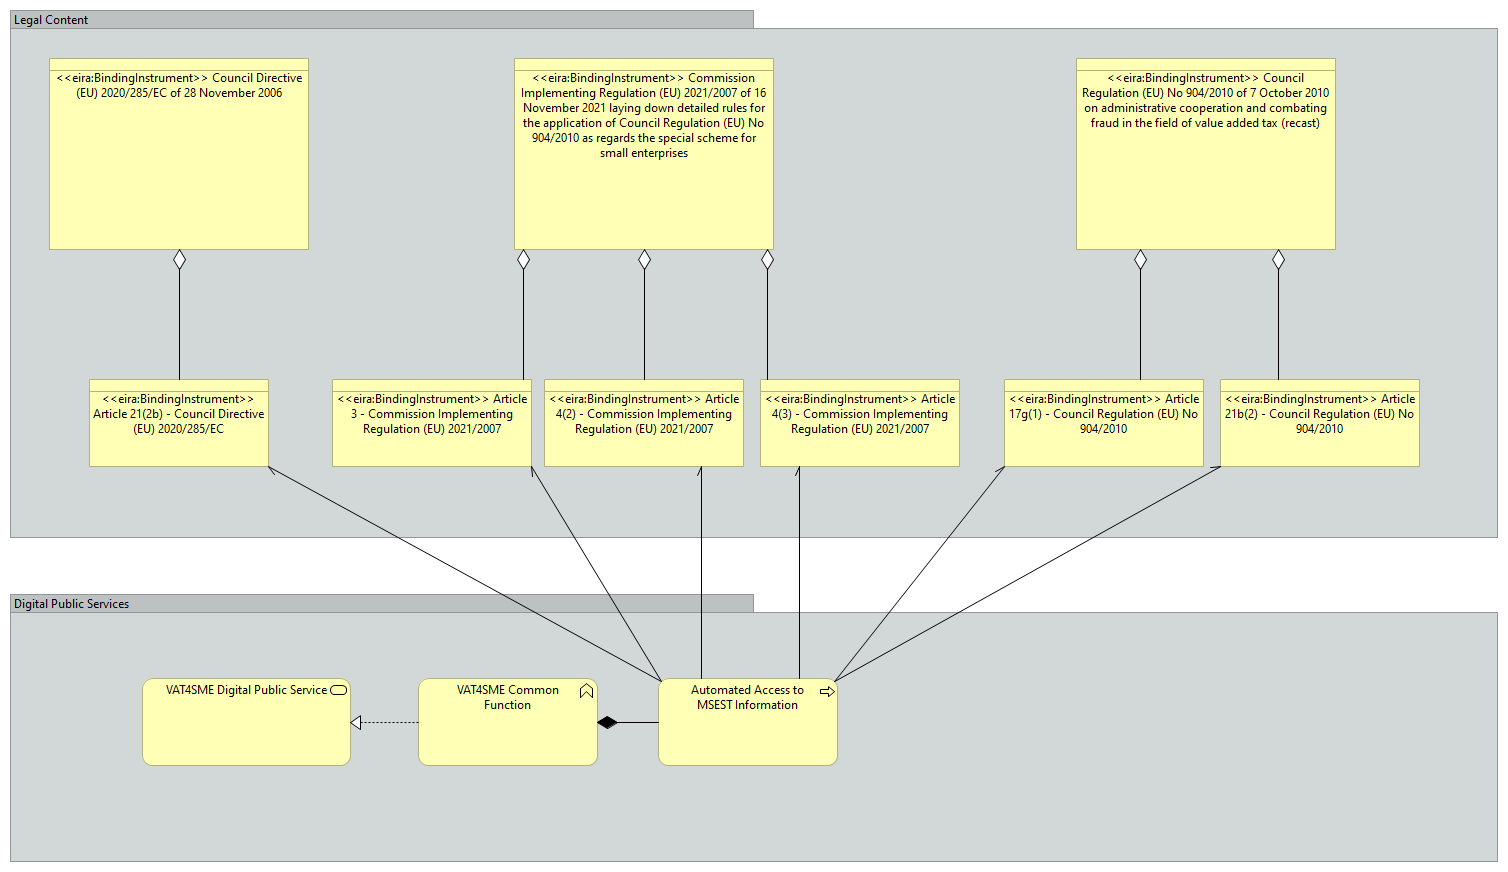 Legal Content
<<eira:BindingInstrument>> Council Directive
(EU) 2020/285/EC of 28 November 2006
<<eira:BindingInstrument>> Commission
Implementing Regulation (EU) 2021/2007 of 16
November 2021 laying down detailed rules for
the application of Council Regulation (EU) No
904/2010 as regards the special scheme for
small enterprises
<<eira:BindingInstrument>> Council
Regulation (EU) No 904/2010 of 7 October 2010
on administrative cooperation and combating
fraud in the field of value added tax (recast)
<<eira:BindingInstrument>>
Article 21(2b) - Council Directive
(EU) 2020/285/EC
<<eira:BindingInstrument>> Article
3 - Commission Implementing
Regulation (EU) 2021/2007
<<eira:BindingInstrument>> Article
4(2) - Commission Implementing
Regulation (EU) 2021/2007
<<eira:BindingInstrument>> Article
4(3) - Commission Implementing
Regulation (EU) 2021/2007
<<eira:BindingInstrument>> Article
17g(1) - Council Regulation (EU) No
904/2010
<<eira:BindingInstrument>> Article
21b(2) - Council Regulation (EU) No
904/2010
Digital Public Services
VAT4SME Digital Public Service
VAT4SME Common
Function
Automated Access to
MSEST Information